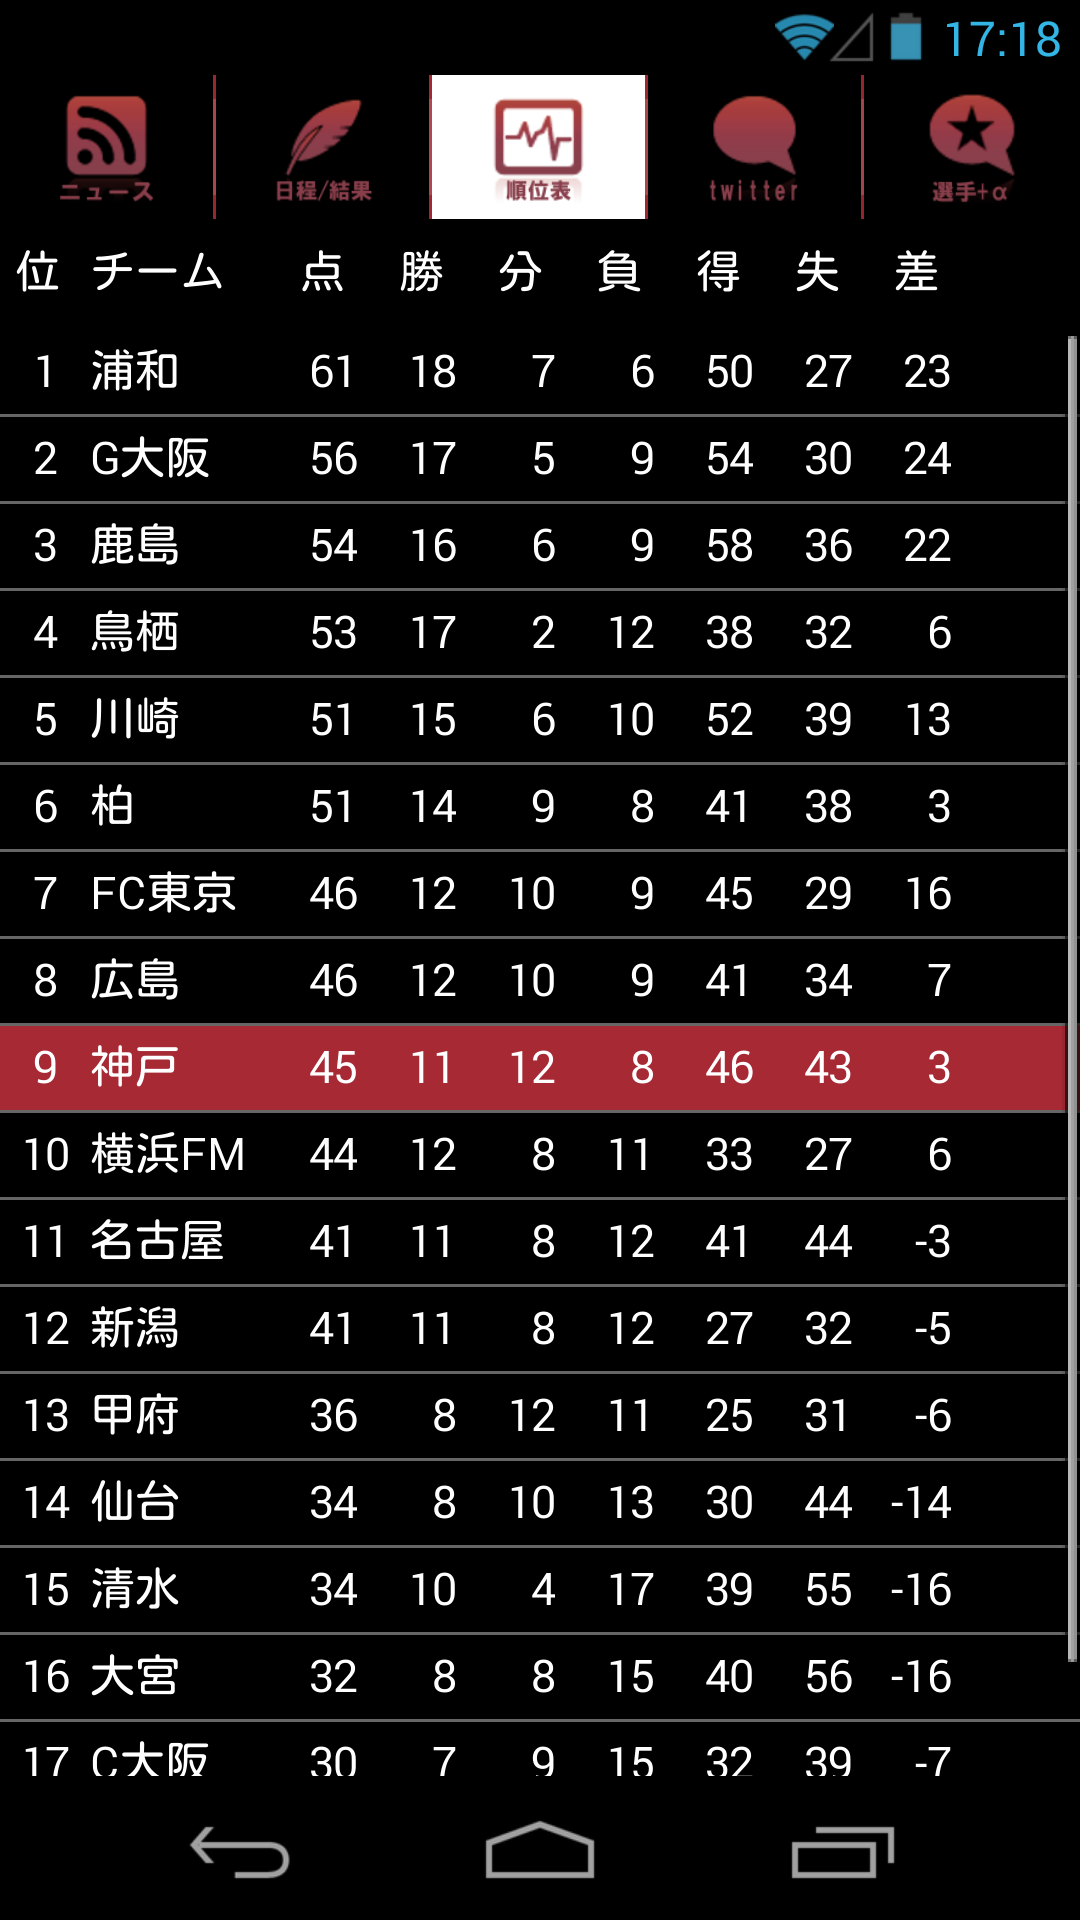 17:18
ニュース 日程/結果 順位表 twitter 選手+α
位 チーム 点 勝 分 負 得 失 差
1 浦和 61 18 7 6 50 27 23
2 G大阪 56 17 5 9 54 30 24
3 鹿島 54 16 6 9 58 36 22
4 鳥栖 53 17 2 12 38 32 6
5 川崎 51 15 6 10 52 39 13
6 柏 51 14 9 8 41 38 3
7 FC東京 46 12 10 9 45 29 16
8 広島 46 12 10 9 41 34 7
9 神戸 45 11 12 8 46 43 3
10 横浜FM 44 12 8 11 33 27 6
11 名古屋 41 11 8 12 41 44 -3
12 新潟 41 11 8 12 27 32 -5
13 甲府 36 8 12 11 25 31 -6
14 仙台 34 8 10 13 30 44 -14
15 清水 34 10 4 17 39 55 -16
16 大宮 32 8 8 15 40 56 -16
17 C大阪 30 7 9 15 32 39 -7